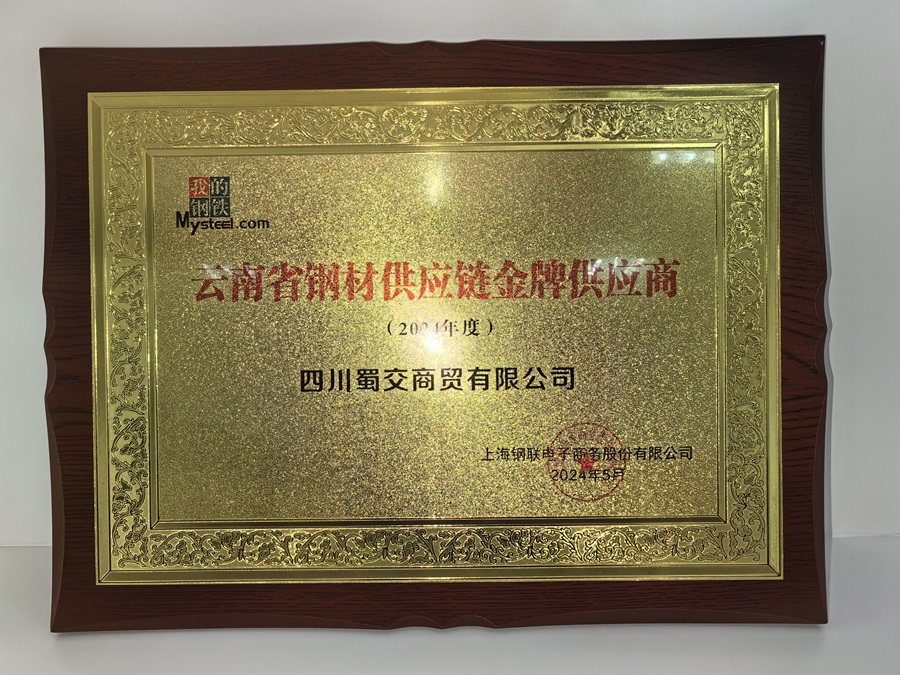 我的
钢铁
Mysteel.com
云南省钢材供应链金牌供应商
(2024年度)
四川蜀交商贸有限公司
上海钢联电子商务股份有限公司
2024年5月